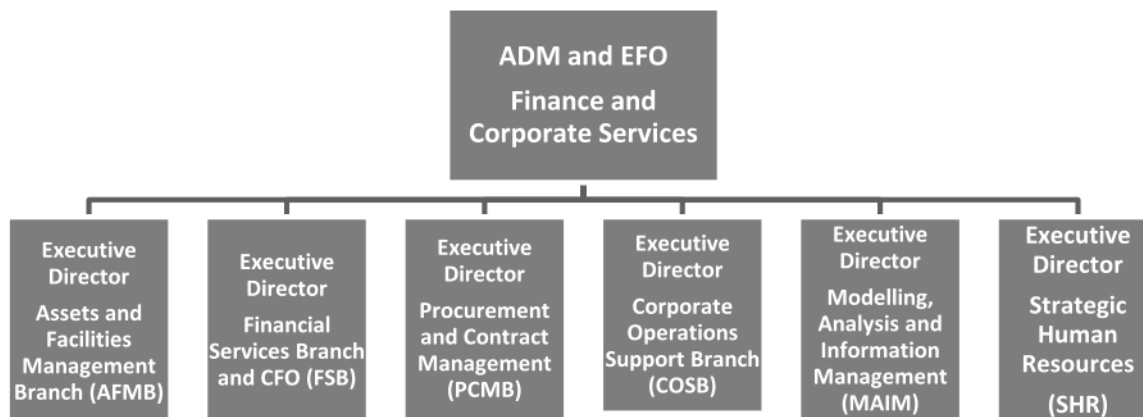 ADM and EFO
Finance and
Corporate Services
Executive
Director
Assets and
Facilities
Management
Branch (AFMB)
Executive
Director
Financial
Services Branch
and CFO (FSB)
Executive
Director
Procurement
and Contract
Management
(PCMB)
Executive
Director
Corporate
Operations
Support Branch
(COSB)
Executive
Director
Modelling,
Analysis and
Information
Management
(MAIM)
Executive
Director
Strategic
Human
Resources
(SHR)